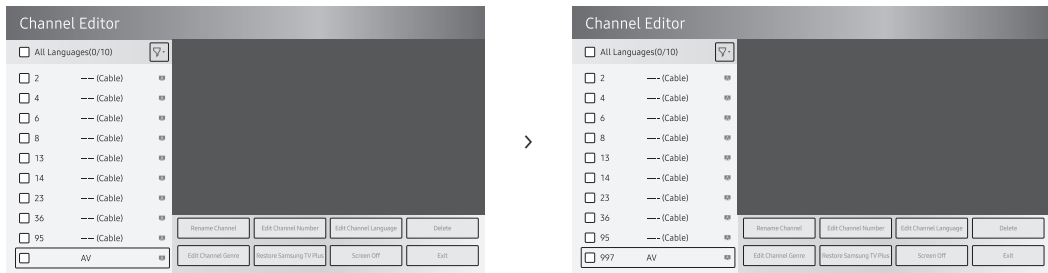 Channel Editor
All Languages(0/10)
2 –– (Cable)
4 –– (Cable)
6 –– (Cable)
8 –– (Cable)
13 –– (Cable)
14 –– (Cable)
23 –– (Cable)
36 –– (Cable)
95 –– (Cable)
AV
Rename Channel Edit Channel Number Edit Channel Language Delete
Edit Channel Genre Restore Samsung TV Plus Screen Off Exit
>
Channel Editor
All Languages(0/10)
2 –-- (Cable)
4 –-- (Cable)
6 –-- (Cable)
8 –-- (Cable)
13 –-- (Cable)
14 –-- (Cable)
23 –-- (Cable)
36 –-- (Cable)
95 –-- (Cable)
997 AV
Rename Channel Edit Channel Number Edit Channel Language Delete
Edit Channel Genre Restore Samsung TV Plus Screen Off Exit